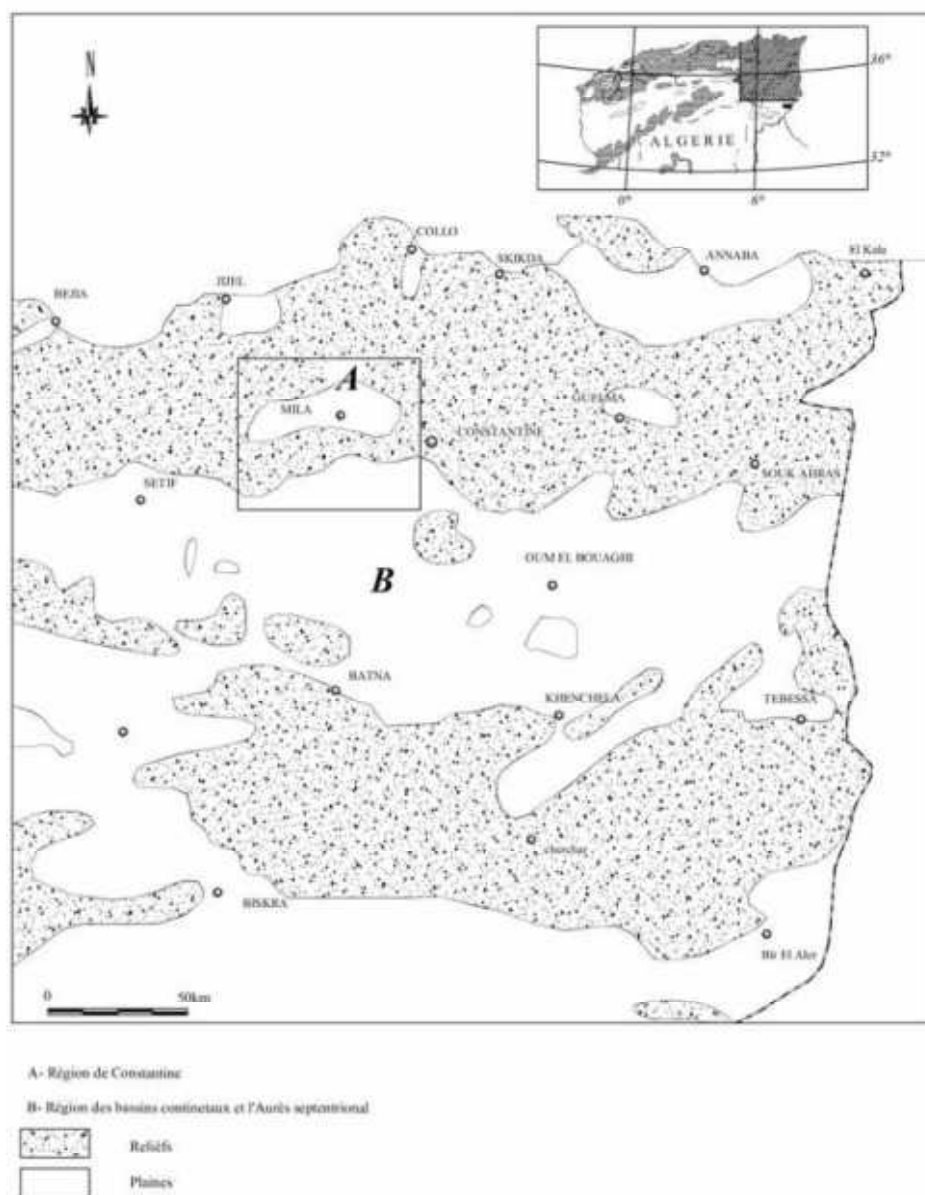 N
36°
ALGERIE
32°
0°
8°
COLLO
SKIKDA
ANNABA
El Kala
JIJEL
BEJIA
A
MILA
GUELMA
CONSTANTINE
SOUK AHRAS
SETIF
OUM EL BOUAGHI
B
BATNA
KHENCHELA
TEBESSA
chrechar
BISKRA
Bir El Ater
0 50km
A- Région de Constantine
B- Région des bassins continetaux et l'Aurès septentrional
Reliéfs
Plaines